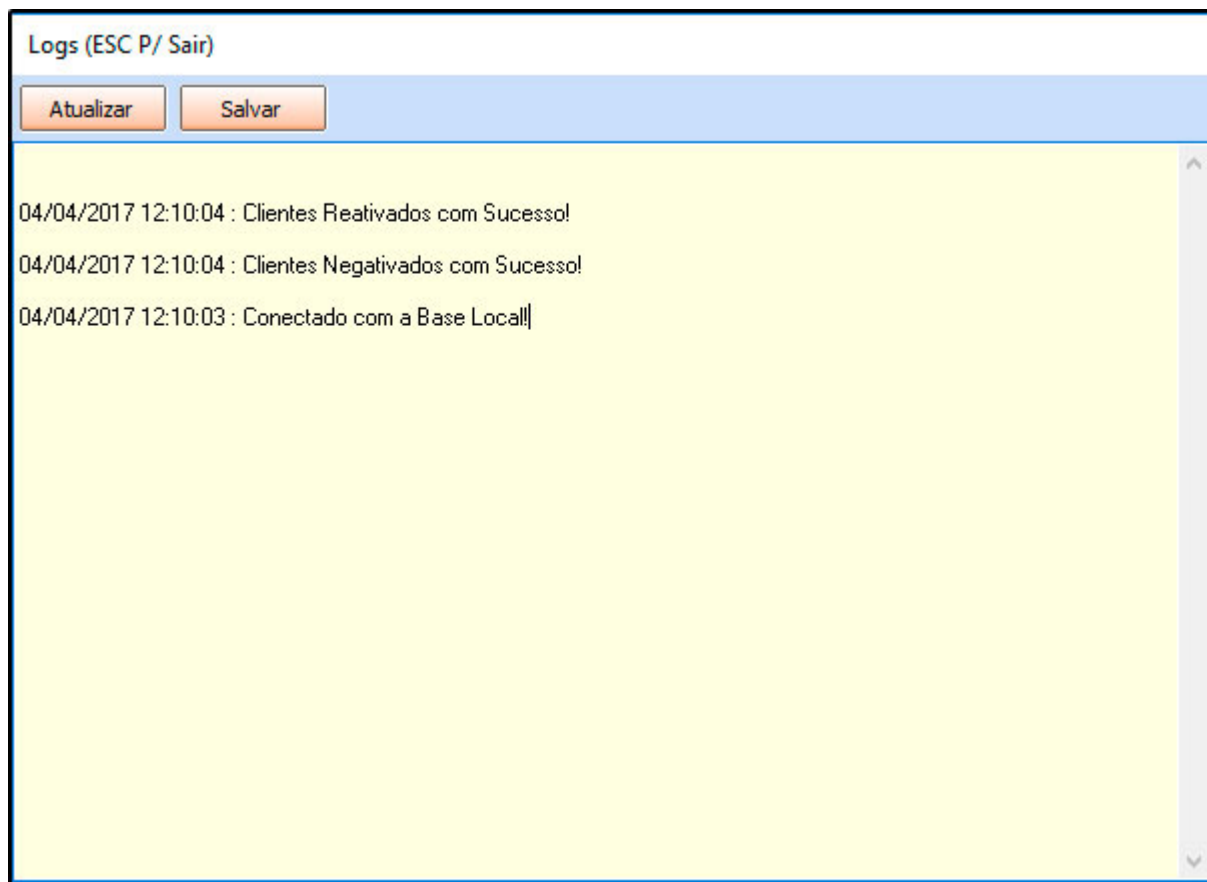 Logs (ESC P/ Sair)
Atualizar Salvar
04/04/2017 12:10:04 : Clientes Reativados com Sucesso!
04/04/2017 12:10:04 : Clientes Negativados com Sucesso!
04/04/2017 12:10:03 : Conectado com a Base Local!